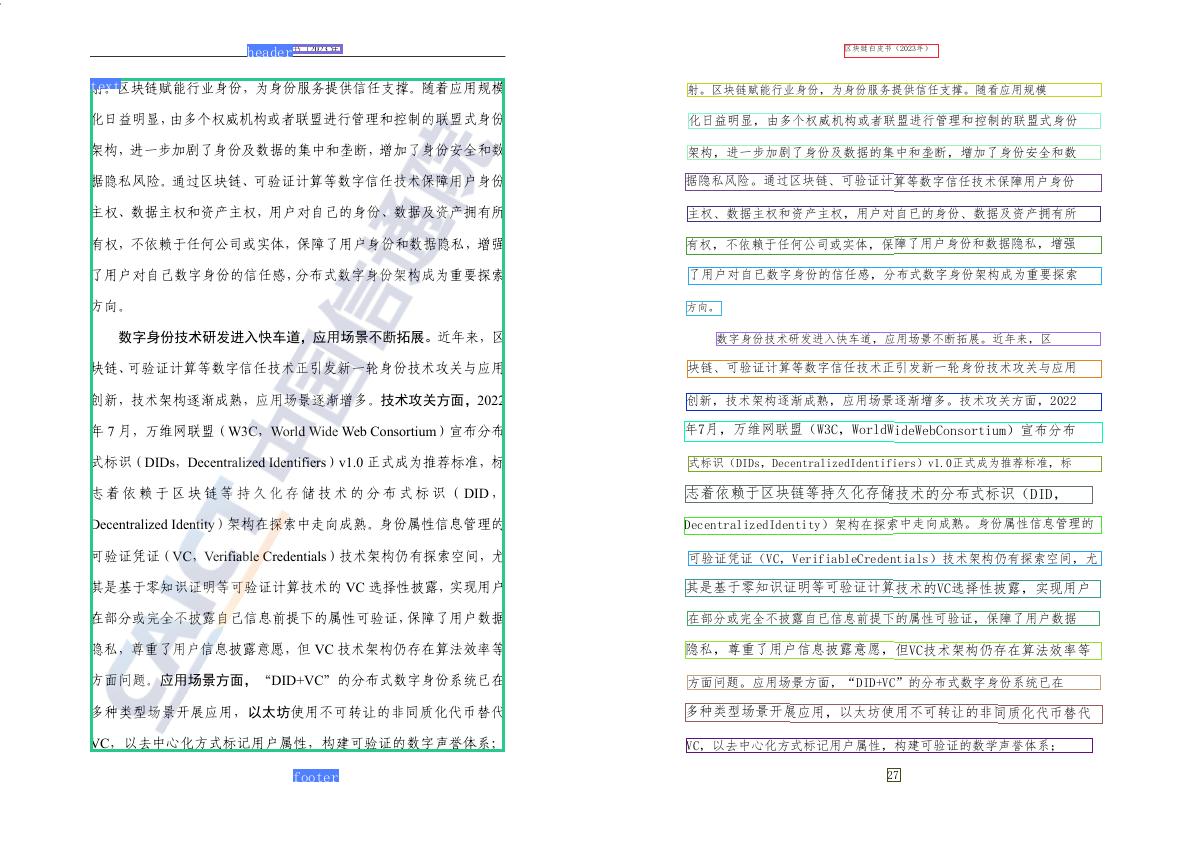 header
射。区块链赋能行业身份，为身份服务提供信任支撑。随着应用规模
化日益明显，由多个权威机构或者联盟进行管理和控制的联盟式身份
架构，进一步加剧了身份及数据的集中和垄断，增加了身份安全和数
据隐私风险。通过区块链、可验证计算等数字信任技术保障用户身份
主权、数据主权和资产主权，用户对自己的身份、数据及资产拥有所
有权，不依赖于任何公司或实体，保障了用户身份和数据隐私，增强
了用户对自己数字身份的信任感，分布式数字身份架构成为重要探索
方向。
数字身份技术研发进入快车道，应用场景不断拓展。近年来，区
块链、可验证计算等数字信任技术正引发新一轮身份技术攻关与应用
创新，技术架构逐渐成熟，应用场景逐渐增多。技术攻关方面，2022
年 7 月，万维网联盟（W3C，World Wide Web Consortium）宣布分布
式标识（DIDs，Decentralized Identifiers）v1.0 正式成为推荐标准，标
志着依赖于区块链等持久化存储技术的分布式标识（DID，
Decentralized Identity）架构在探索中走向成熟。身份属性信息管理的
可验证凭证（VC，Verifiable Credentials）技术架构仍有探索空间，尤
其是基于零知识证明等可验证计算技术的 VC 选择性披露，实现用户
在部分或完全不披露自己信息前提下的属性可验证，保障了用户数据
隐私，尊重了用户信息披露意愿，但 VC 技术架构仍存在算法效率等
方面问题。应用场景方面，“DID+VC”的分布式数字身份系统已在
多种类型场景开展应用，以太坊使用不可转让的非同质化代币替代
VC，以去中心化方式标记用户属性，构建可验证的数字声誉体系；
footer
CAICT 中国信通院
区块链白皮书（2023年）
射。区块链赋能行业身份，为身份服务提供信任支撑。随着应用规模
化日益明显，由多个权威机构或者联盟进行管理和控制的联盟式身份
架构，进一步加剧了身份及数据的集中和垄断，增加了身份安全和数
据隐私风险。通过区块链、可验证计算等数字信任技术保障用户身份
主权、数据主权和资产主权，用户对自己的身份、数据及资产拥有所
有权，不依赖于任何公司或实体，保障了用户身份和数据隐私，增强
了用户对自已数字身份的信任感，分布式数字身份架构成为重要探索
方向。
数字身份技术研发进入快车道，应用场景不断拓展。近年来，区
块链、可验证计算等数字信任技术正引发新一轮身份技术攻关与应用
创新，技术架构逐渐成熟，应用场景逐渐增多。技术攻关方面，2022
年7月，万维网联盟（W3C，WorldWideWebConsortium）宣布分布
式标识（DIDs，DecentralizedIdentifiers）v1.0正式成为推荐标准，标
志着依赖于区块链等持久化存储技术的分布式标识（DID，
DecentralizedIdentity）架构在探索中走向成熟。身份属性信息管理的
可验证凭证（VC，VerifiableCredentials）技术架构仍有探索空间，尤
其是基于零知识证明等可验证计算技术的VC选择性披露，实现用户
在部分或完全不披露自已信息前提下的属性可验证，保障了用户数据
隐私，尊重了用户信息披露意愿，但VC技术架构仍存在算法效率等
方面问题。应用场景方面，“DID+VC”的分布式数字身份系统已在
多种类型场景开展应用，以太坊使用不可转让的非同质化代币替代
VC，以去中心化方式标记用户属性，构建可验证的数学声誉体系；
27